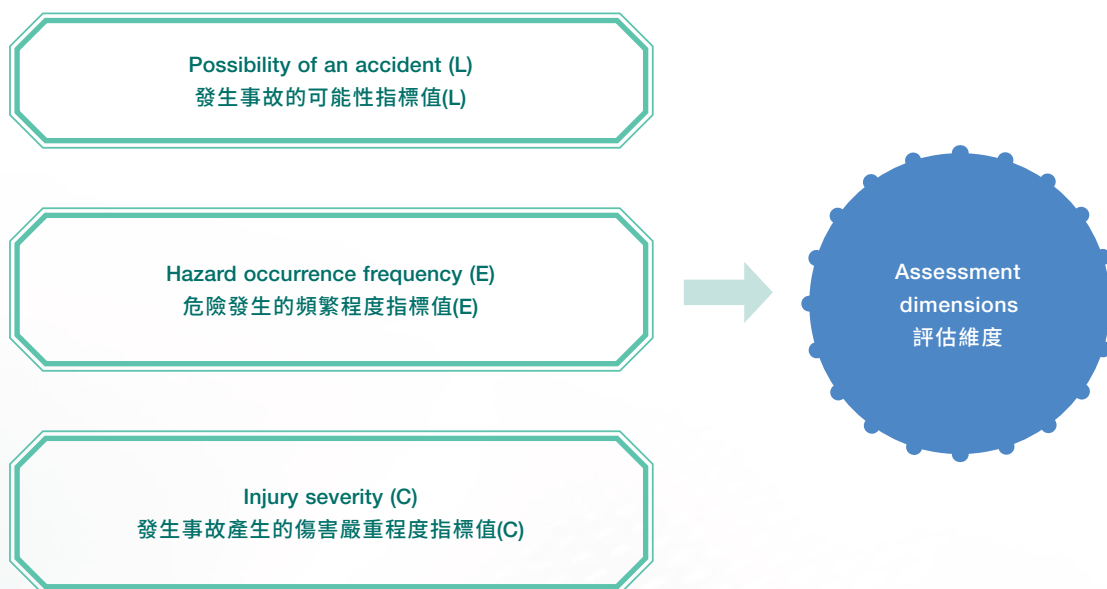 Possibility of an accident (L)
發生事故的可能性指標值(L)
Hazard occurrence frequency (E)
危險發生的頻繁程度指標值(E)
Injury severity (C)
發生事故產生的傷害嚴重程度指標值(C)
Assessment
dimensions
評估維度